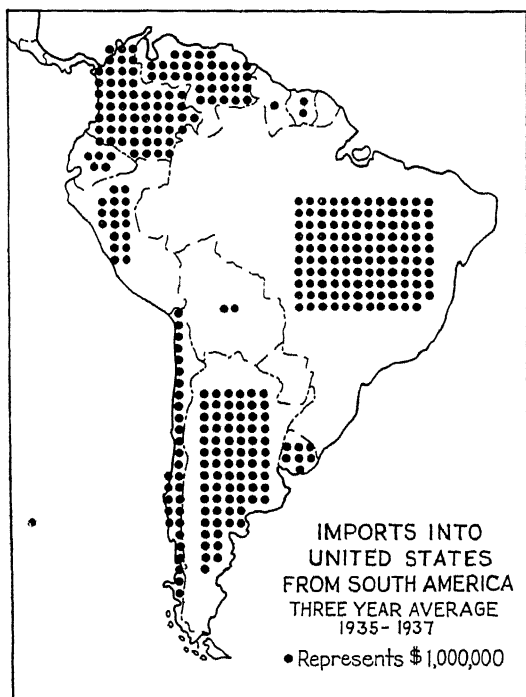 IMPORTS INTO
UNITED STATES
FROM SOUTH AMERICA
THREE YEAR AVERAGE
1935-1937
• Represents $1,000,000